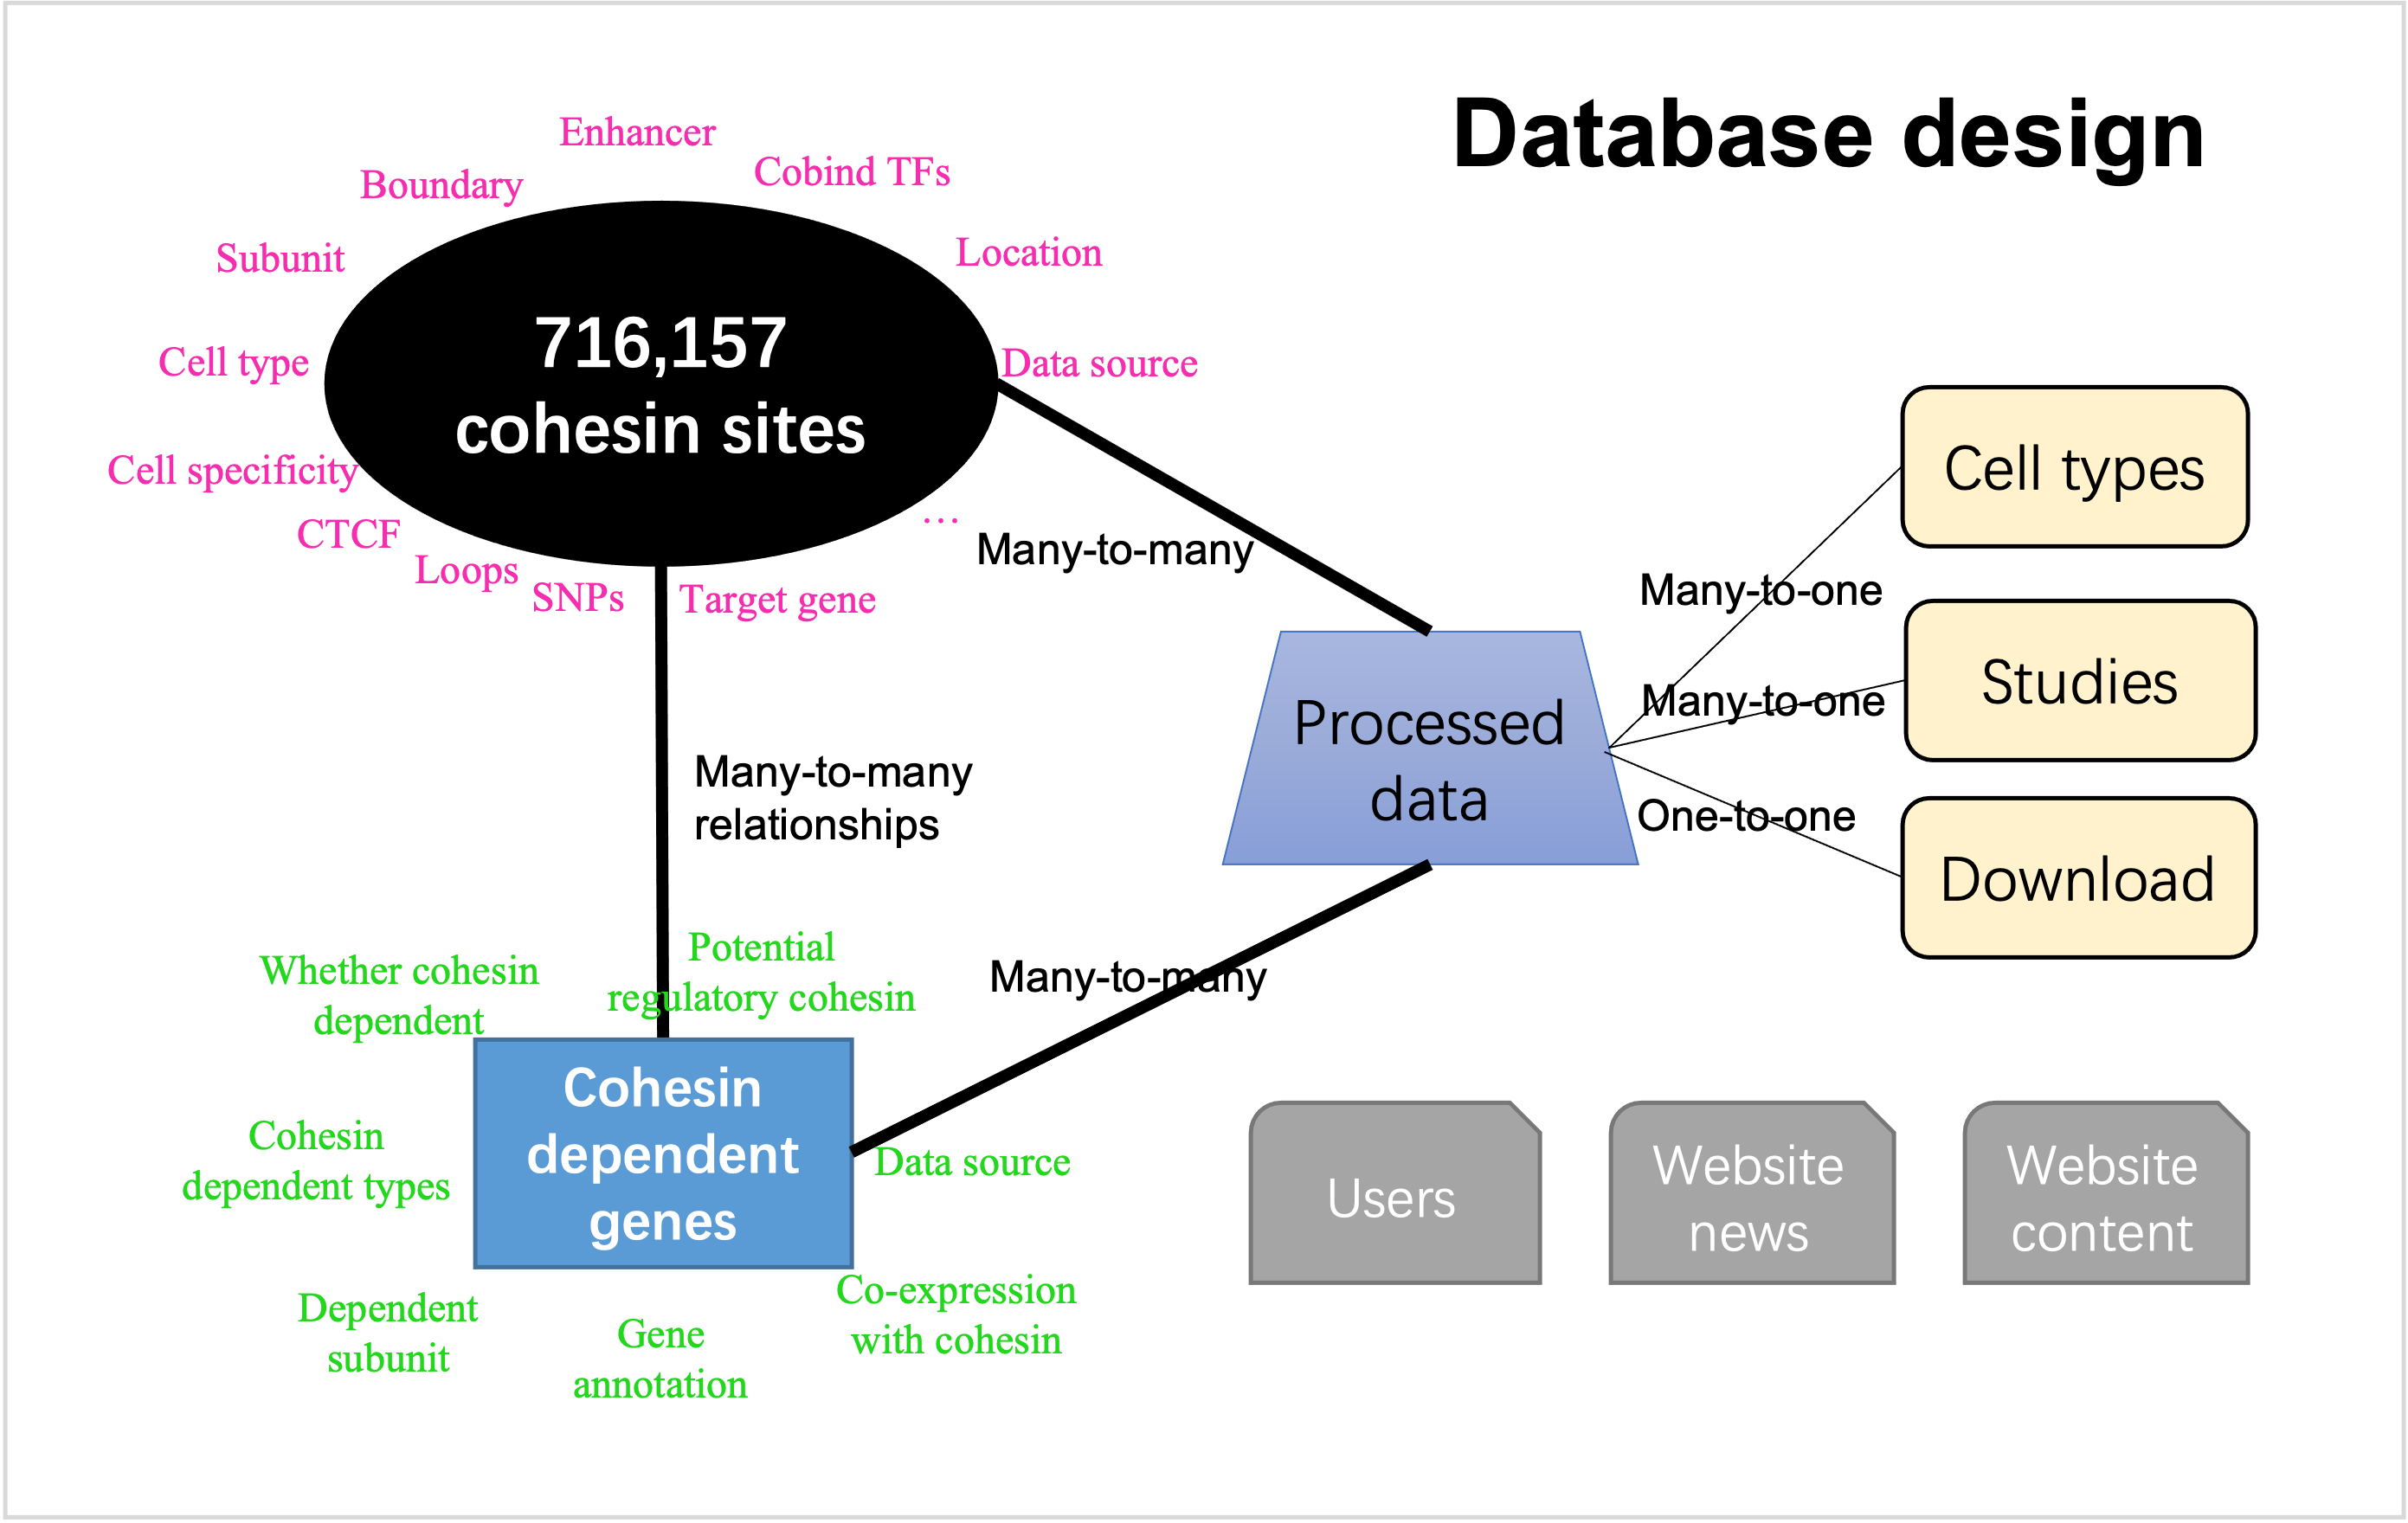 Database design
Enhancer
Cobind TFs
Boundary
Subunit
Location
Cell type
Data source
716,157
cohesin sites
Cell specificity
CTCF
Loops
SNPs
Target gene
…
Many-to-many
Many-to-many
relationships
Processed
data
Many-to-one
Many-to-one
One-to-one
Cell types
Studies
Download
Many-to-many
Whether cohesin
dependent
Potential
regulatory cohesin
Cohesin
dependent
genes
Cohesin
dependent types
Data source
Dependent
subunit
Gene
annotation
Co-expression
with cohesin
Users
Website
news
Website
content